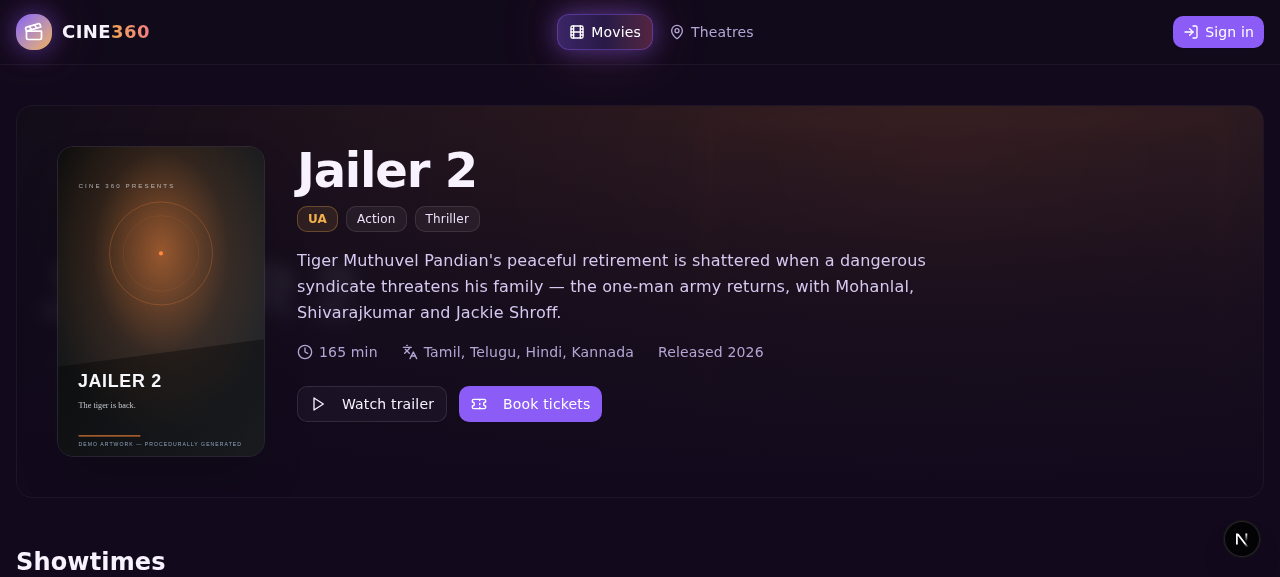 CINE360
Movies
Theatres
Sign in
CINE 360 PRESENTS
JAILER 2
The tiger is back.
DEMO ARTWORK — PROCEDURALLY GENERATED
Jailer 2
UA
Action
Thriller
Tiger Muthuvel Pandian's peaceful retirement is shattered when a dangerous
syndicate threatens his family — the one-man army returns, with Mohanlal,
Shivarajkumar and Jackie Shroff.
165 min
Tamil, Telugu, Hindi, Kannada
Released 2026
Watch trailer
Book tickets
Showtimes